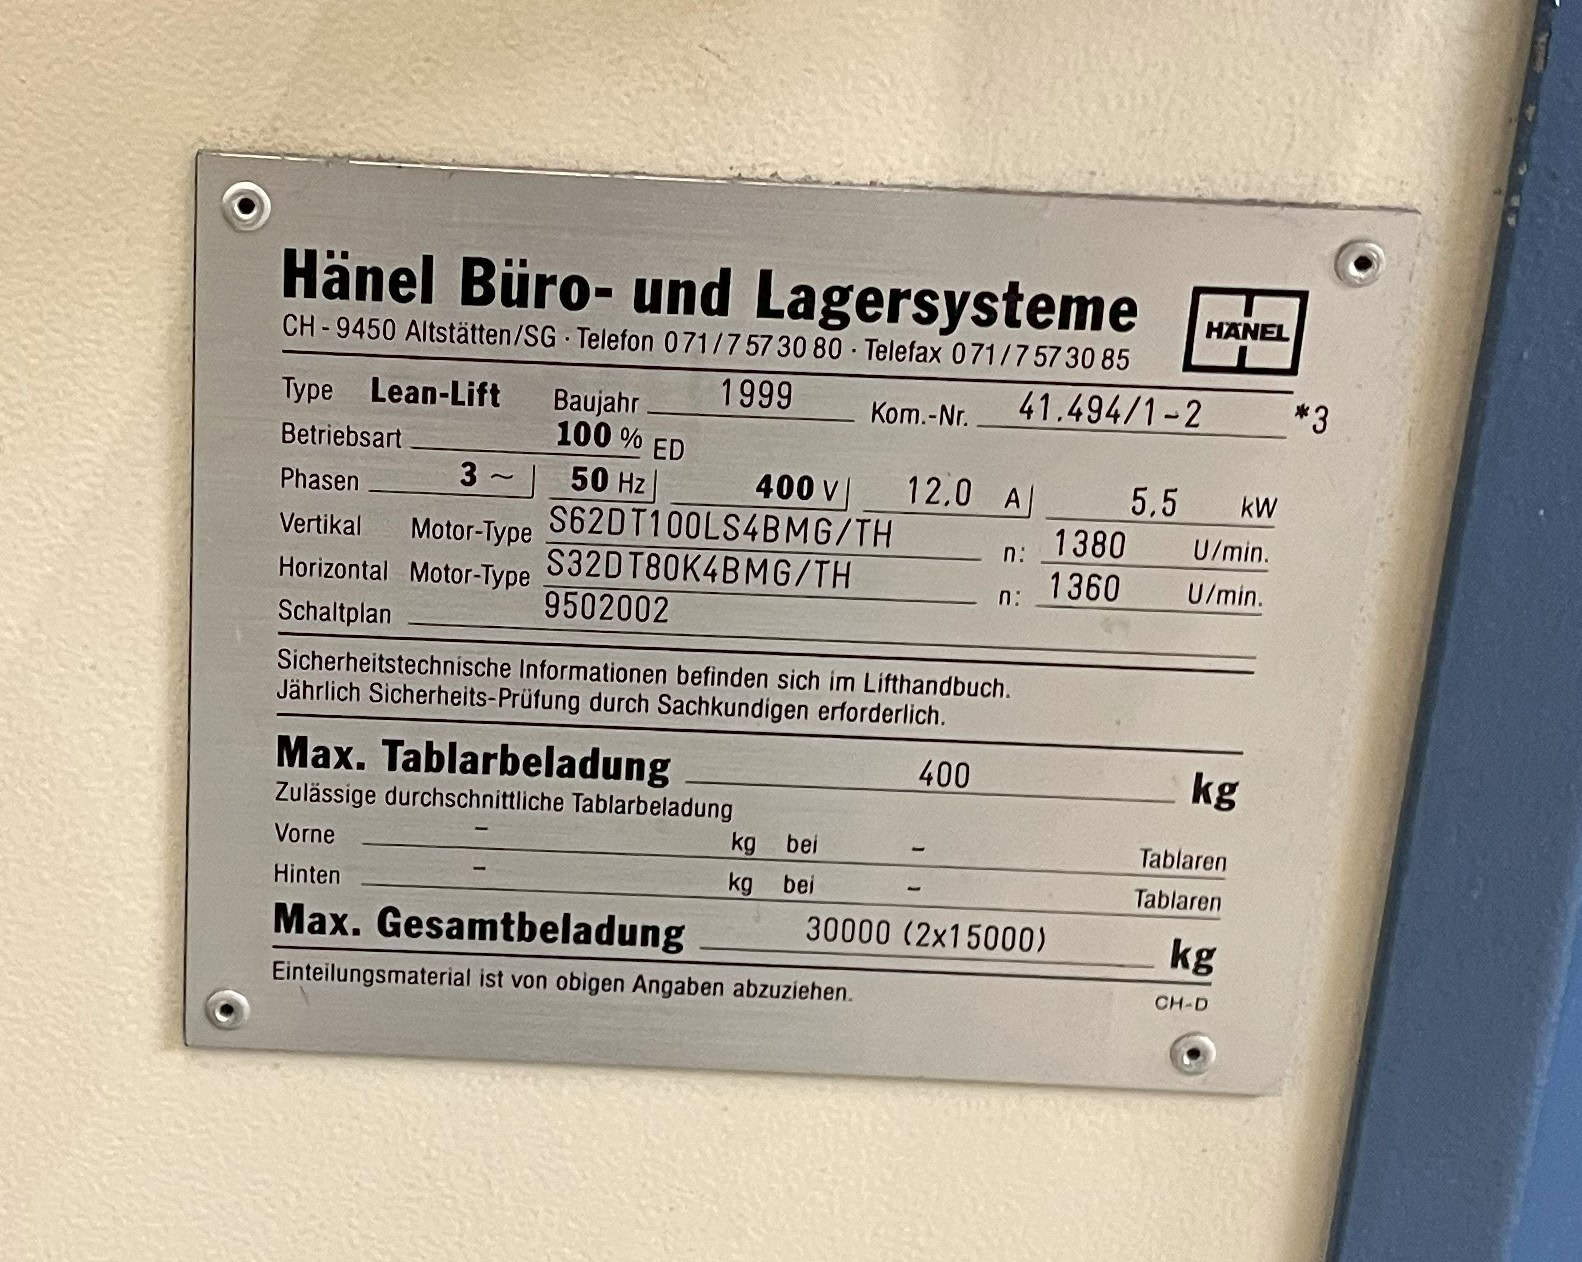 Hänel Büro- und Lagersysteme
HÄNEL
CH - 9450 Altstätten/SG · Telefon 071/7573080 · Telefax 071/7573085
Type Lean-Lift Baujahr 1999 Kom.-Nr. 41.494/1-2 *3
Betriebsart 100 % ED
Phasen 3 ~ 50 Hz 400 V 12.0 A 5.5 kW
Vertikal Motor-Type S62DT100LS4BMG/TH n: 1380 U/min.
Horizontal Motor-Type S32DT80K4BMG/TH n: 1360 U/min.
Schaltplan 9502002
Sicherheitstechnische Informationen befinden sich im Lifthandbuch.
Jährlich Sicherheits-Prüfung durch Sachkundigen erforderlich.
Max. Tablarbeladung 400 kg
Zulässige durchschnittliche Tablarbeladung
Vorne - kg bei - Tablaren
Hinten - kg bei - Tablaren
Max. Gesamtbeladung 30000 (2x15000) kg
Einteilungsmaterial ist von obigen Angaben abzuziehen.
CH-D